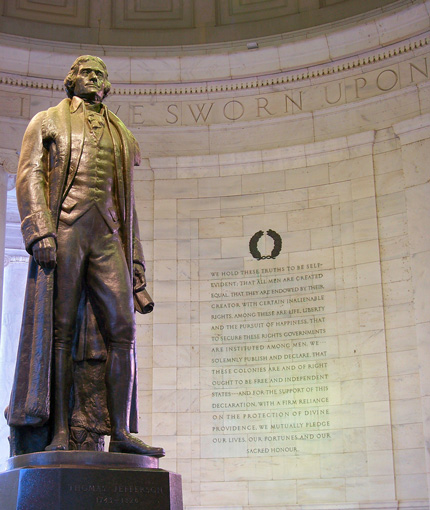 I HAVE SWORN UPON
WE HOLD THESE TRUTHS TO BE SELF-
EVIDENT: THAT ALL MEN ARE CREATED
EQUAL, THAT THEY ARE ENDOWED BY THEIR
CREATOR WITH CERTAIN INALIENABLE
RIGHTS, AMONG THESE ARE LIFE, LIBERTY
AND THE PURSUIT OF HAPPINESS, THAT
TO SECURE THESE RIGHTS GOVERNMENTS
ARE INSTITUTED AMONG MEN. WE
SOLEMNLY PUBLISH AND DECLARE, THAT
THESE COLONIES ARE AND OF RIGHT
OUGHT TO BE FREE AND INDEPENDENT
STATES···AND FOR THE SUPPORT OF THIS
DECLARATION, WITH A FIRM RELIANCE
ON THE PROTECTION OF DIVINE
PROVIDENCE, WE MUTUALLY PLEDGE
OUR LIVES, OUR FORTUNES AND OUR
SACRED HONOUR.
THOMAS JEFFERSON
1743-1826